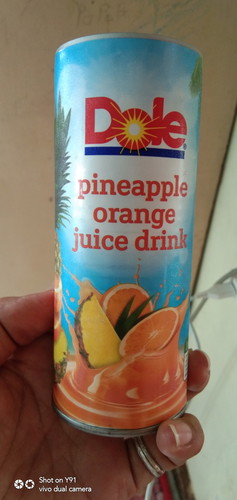 Dole
pineapple
orange
juice drink
Shot on Y91
vivo dual camera